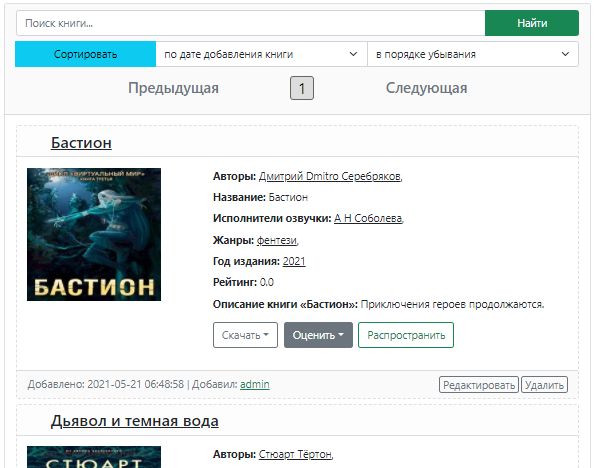 Поиск книги...
Найти
Сортировать
по дате добавления книги
в порядке убывания
Предыдущая
1
Следующая
Бастион
ЦИКЛ «ВИРТУАЛЬНЫЙ МИР»
КНИГА ТРЕТЬЯ
БАСТИОН
Авторы: Дмитрий Dmitro Серебряков,
Название: Бастион
Исполнители озвучки: А Н Соболева,
Жанры: фентези,
Год издания: 2021
Рейтинг: 0.0
Описание книги «Бастион»: Приключения героев продолжаются.
Скачать
Оценить
Распространить
Добавлено: 2021-05-21 06:48:58 | Добавил: admin
Редактировать
Удалить
Дьявол и темная вода
СТЮАРТ
Авторы: Стюарт Тёртон,